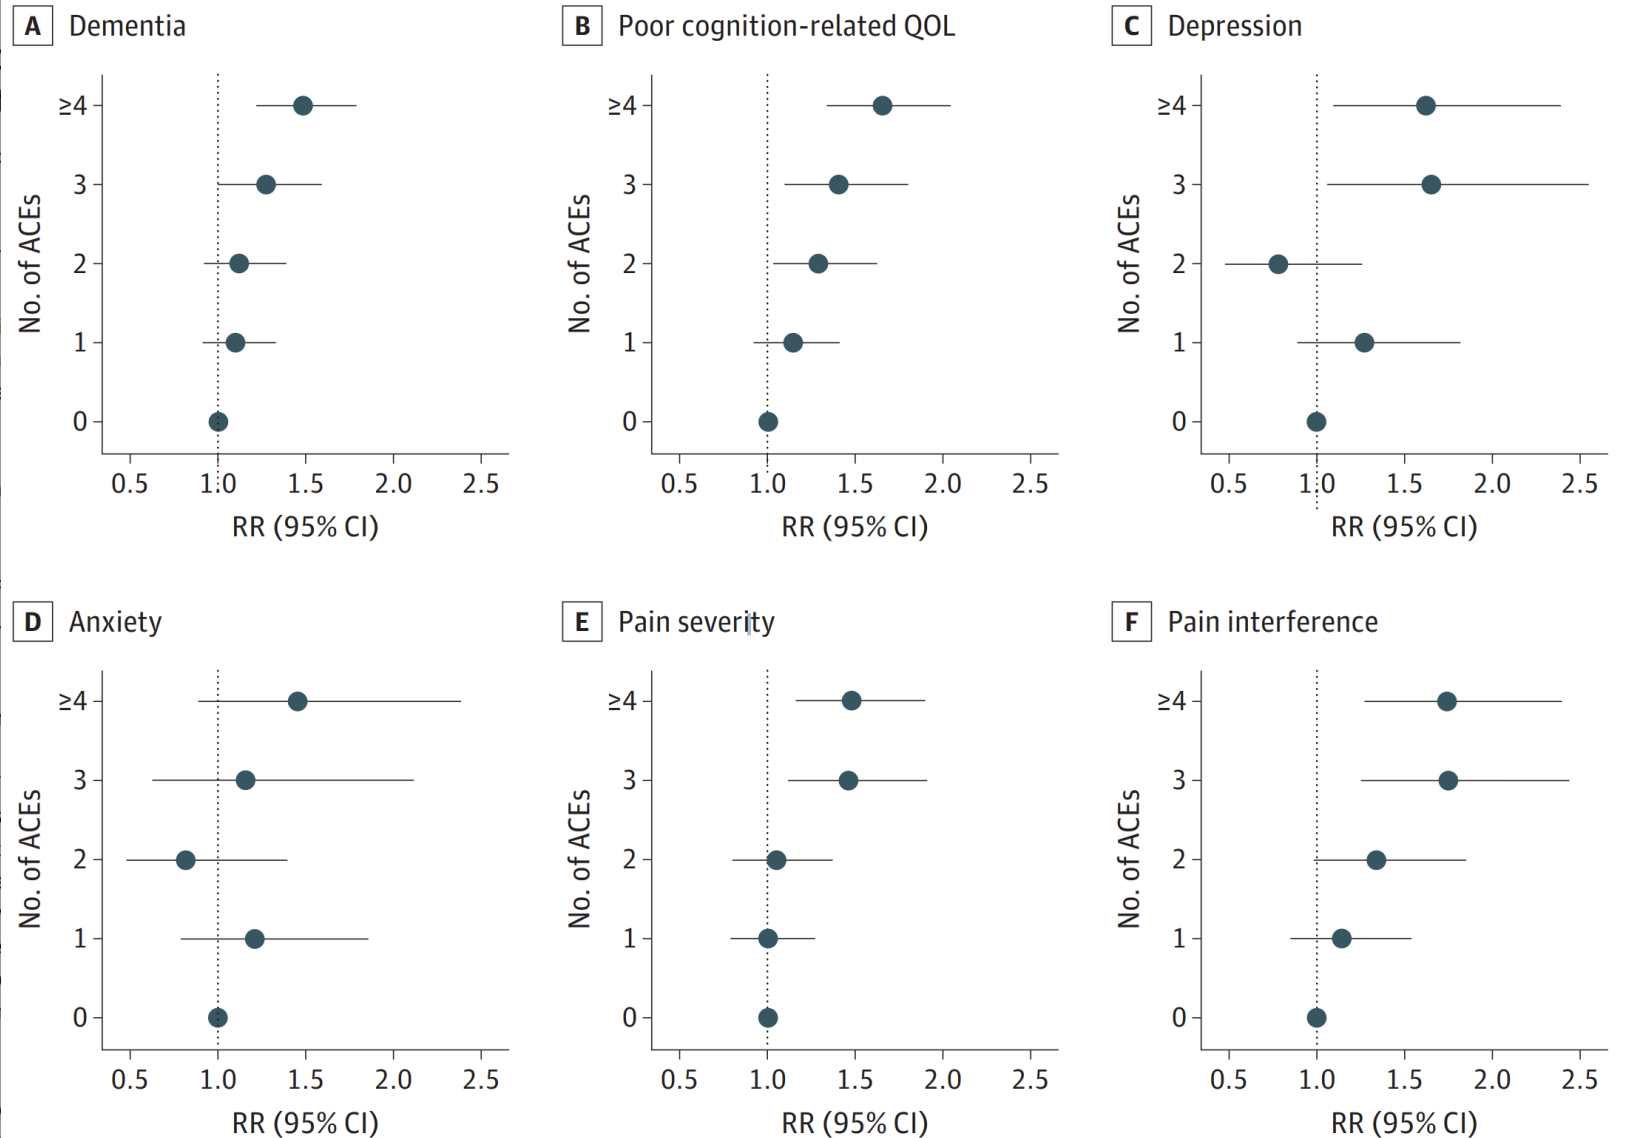 A Dementia
≥4
3
2
1
0
No. of ACEs
0.5 1.0 1.5 2.0 2.5
RR (95% CI)
B Poor cognition-related QOL
≥4
3
2
1
0
No. of ACEs
0.5 1.0 1.5 2.0 2.5
RR (95% CI)
C Depression
≥4
3
2
1
0
No. of ACEs
0.5 1.0 1.5 2.0 2.5
RR (95% CI)
D Anxiety
≥4
3
2
1
0
No. of ACEs
0.5 1.0 1.5 2.0 2.5
RR (95% CI)
E Pain severity
≥4
3
2
1
0
No. of ACEs
0.5 1.0 1.5 2.0 2.5
RR (95% CI)
F Pain interference
≥4
3
2
1
0
No. of ACEs
0.5 1.0 1.5 2.0 2.5
RR (95% CI)